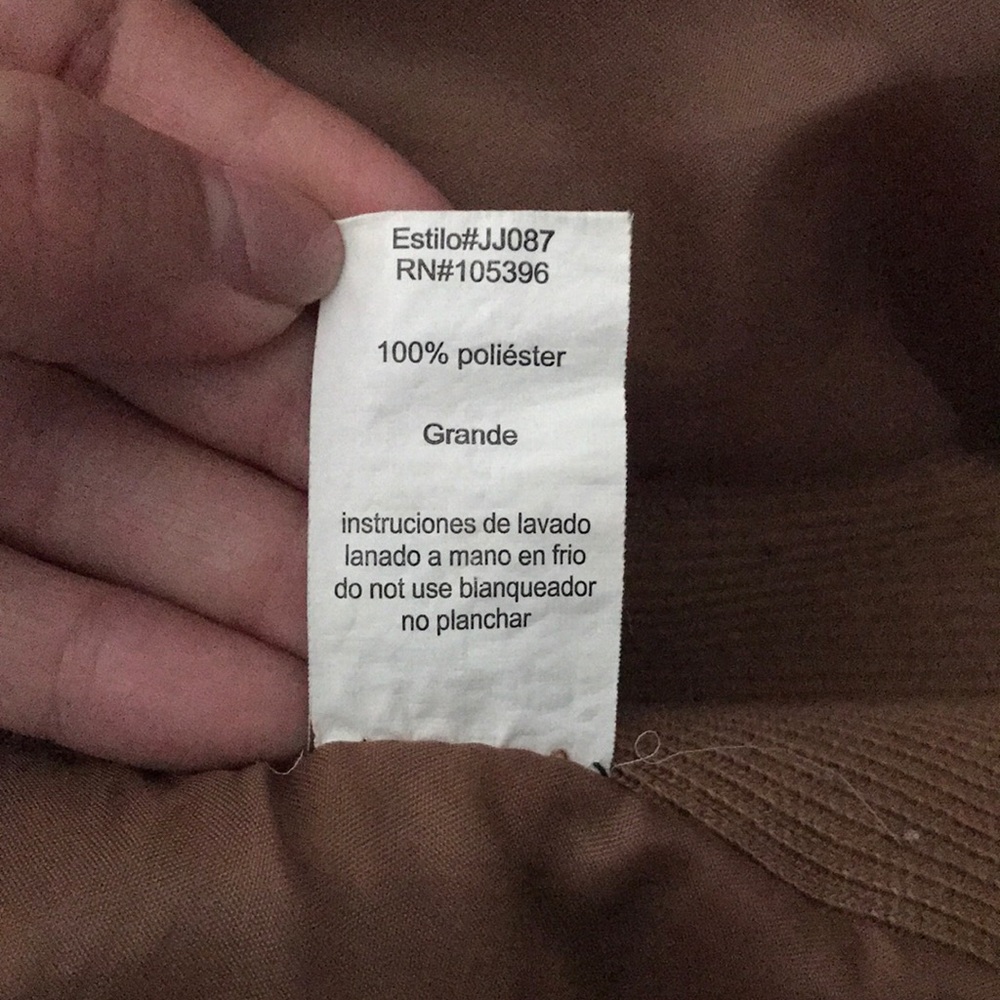 Estilo#JJ087
RN#105396
100% poliéster
Grande
instruciones de lavado
lanado a mano en frio
do not use bianqueador
no planchar